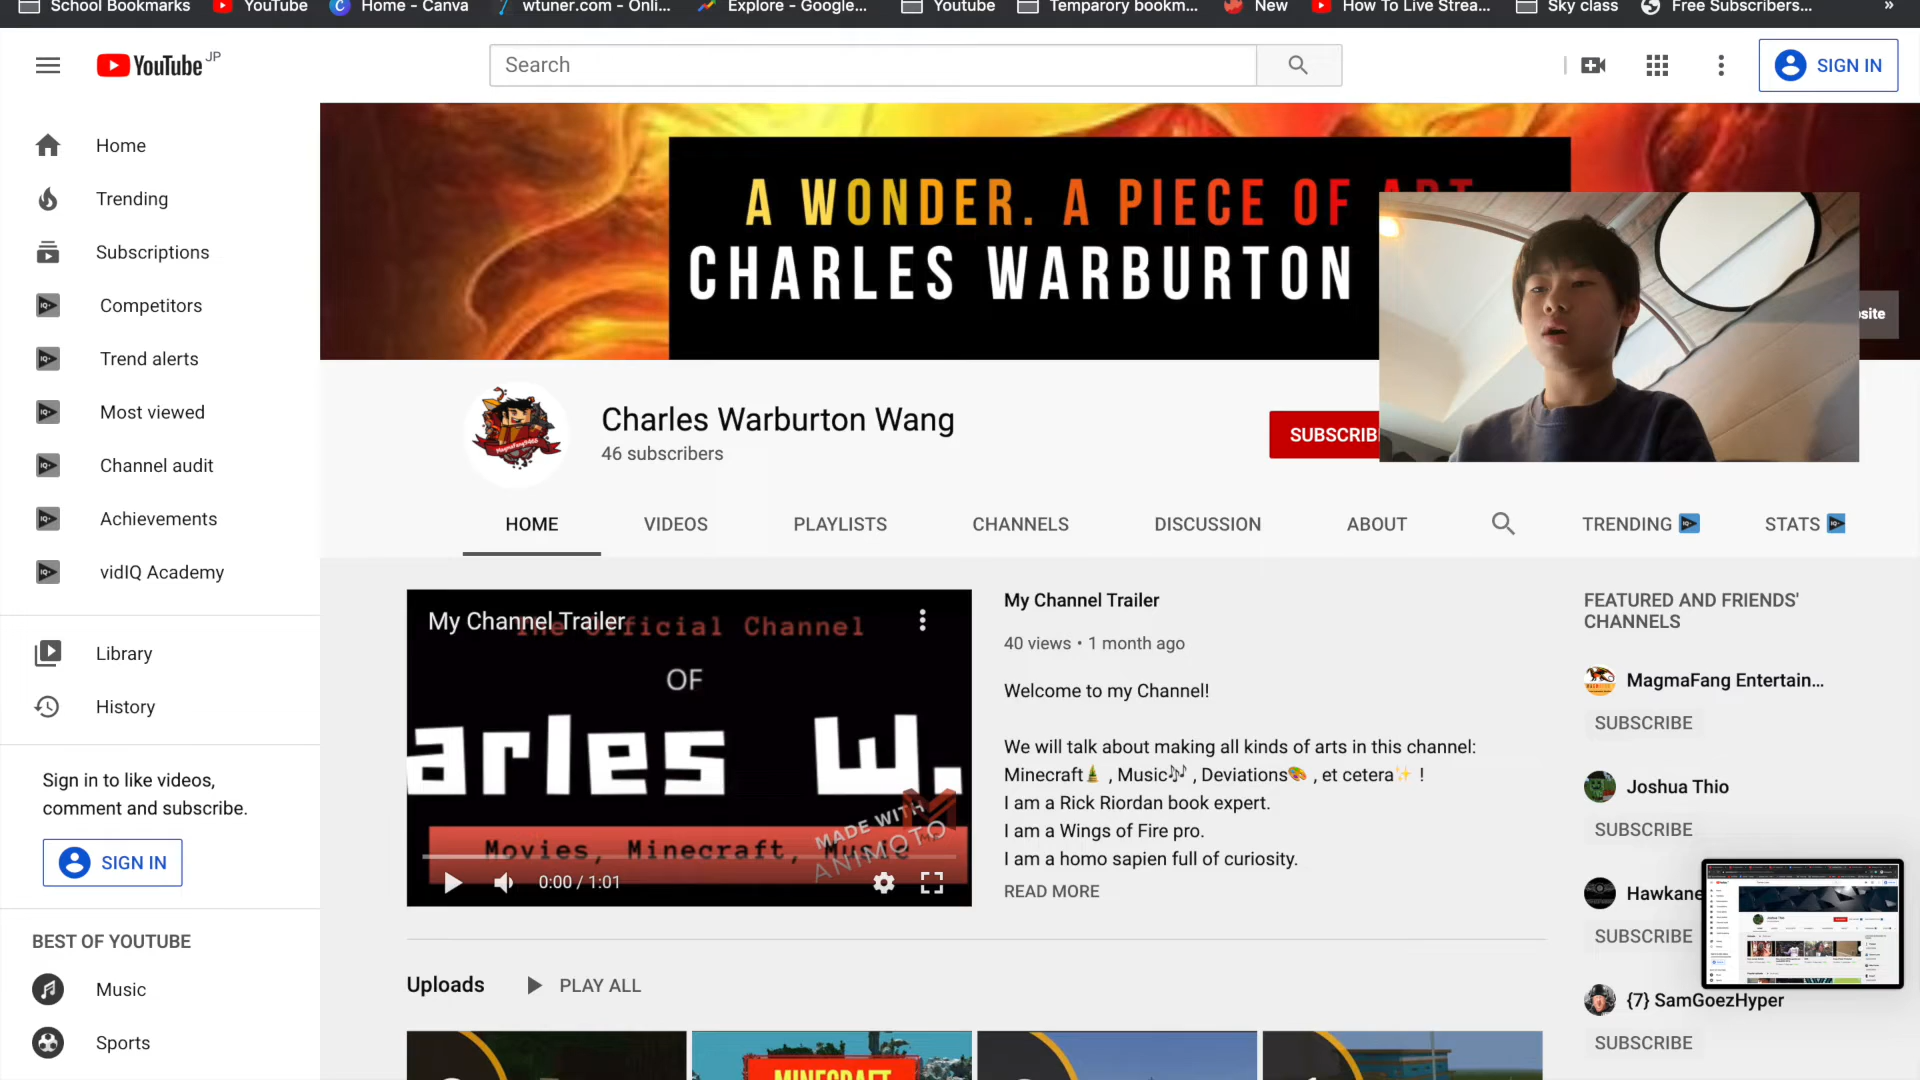 School Bookmarks
YouTube
Home - Canva
wtuner.com - Onli...
Explore - Google...
Youtube
Temparory bookm...
New
How To Live Strea...
Sky class
Free Subscribers...
»
YouTube JP
Search
SIGN IN
Home
Trending
Subscriptions
Competitors
Trend alerts
Most viewed
Channel audit
Achievements
vidIQ Academy
Library
History
Sign in to like videos,
comment and subscribe.
SIGN IN
BEST OF YOUTUBE
Music
Sports
A WONDER. A PIECE OF ART
CHARLES WARBURTON
site
Charles Warburton Wang
46 subscribers
SUBSCRIB
HOME
VIDEOS
PLAYLISTS
CHANNELS
DISCUSSION
ABOUT
TRENDING
STATS
My Channel Trailer
The Official Channel
OF
arles W.
Movies, Minecraft, Music
MADE WITH
ANIMOTO
0:00 / 1:01
My Channel Trailer
40 views • 1 month ago
Welcome to my Channel!
We will talk about making all kinds of arts in this channel:
Minecraft🎄 , Music🎶 , Deviations🎨 , et cetera✨ !
I am a Rick Riordan book expert.
I am a Wings of Fire pro.
I am a homo sapien full of curiosity.
READ MORE
FEATURED AND FRIENDS'
CHANNELS
MagmaFang Entertain...
SUBSCRIBE
Joshua Thio
SUBSCRIBE
Hawkane
SUBSCRIBE
{7} SamGoezHyper
SUBSCRIBE
Uploads
PLAY ALL
MINECRAFT